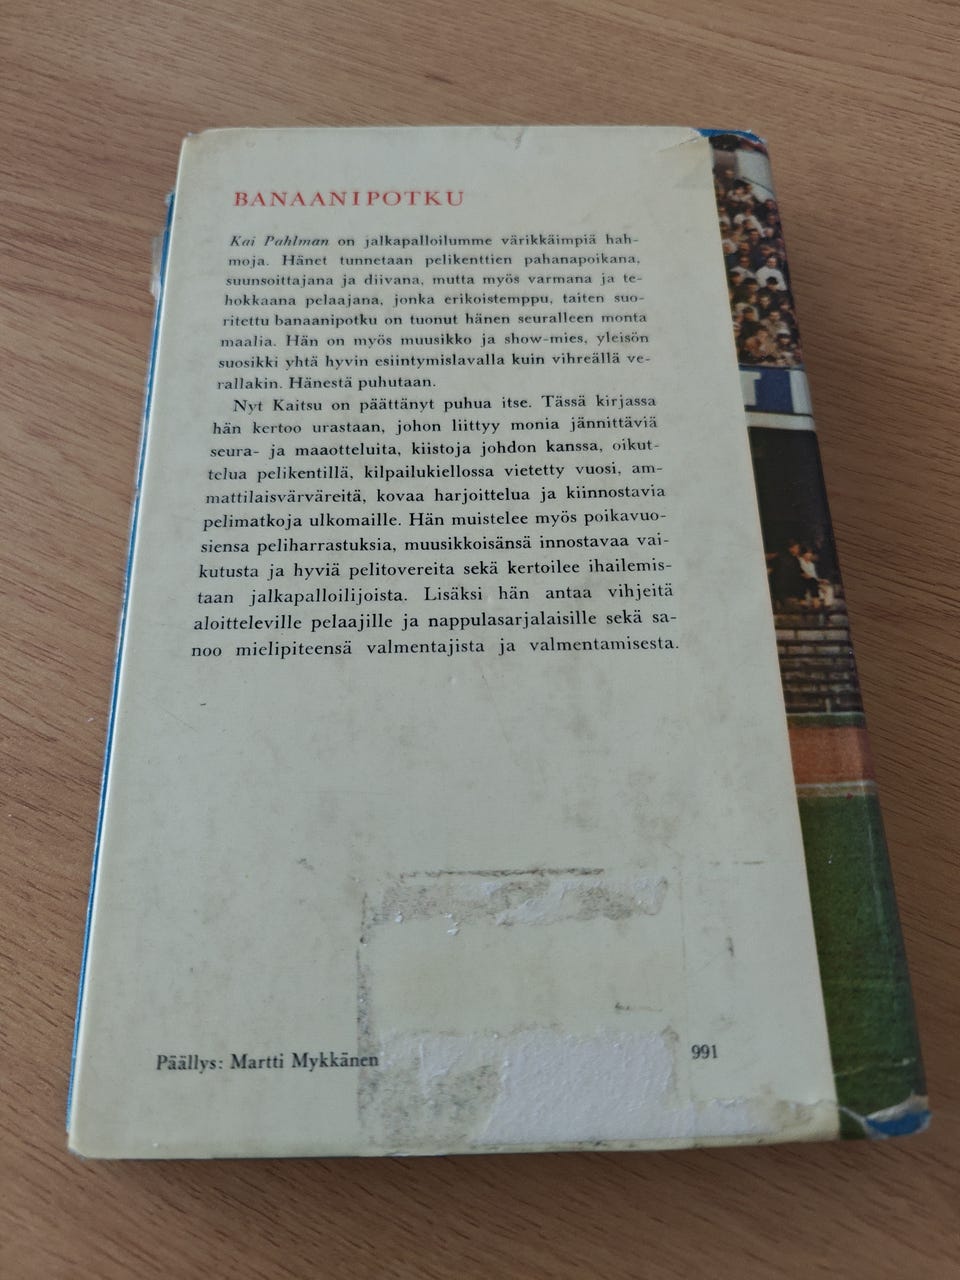 BANAANIPOTKU
Kai Pahlman on jalkapalloilumme värikkäimpiä hah-
moja. Hänet tunnetaan pelikenttien pahanapoikana,
suunsoittajana ja diivana, mutta myös varmana ja te-
hokkaana pelaajana, jonka erikoistemppu, taiten suo-
ritettu banaanipotku on tuonut hänen seuralleen monta
maalia. Hän on myös muusikko ja show-mies, yleisön
suosikki yhtä hyvin esiintymislavalla kuin vihreällä ve-
rallakin. Hänestä puhutaan.
Nyt Kaitsu on päättänyt puhua itse. Tässä kirjassa
hän kertoo urastaan, johon liittyy monia jännittäviä
seura- ja maaotteluita, kiistoja johdon kanssa, oikut-
telua pelikentillä, kilpailukiellossa vietetty vuosi, am-
mattilaisvärväreitä, kovaa harjoittelua ja kiinnostavia
pelimatkoja ulkomaille. Hän muistelee myös poikavuo-
siensa peliharrastuksia, muusikkoisänsä innostavaa vai-
kutusta ja hyviä pelitovereita sekä kertoilee ihailemis-
taan jalkapalloilijoista. Lisäksi hän antaa vihjeitä
aloitteleville pelaajille ja nappulasarjalaisille sekä sa-
noo mielipiteensä valmentajista ja valmentamisesta.
Päällys: Martti Mykkänen
991